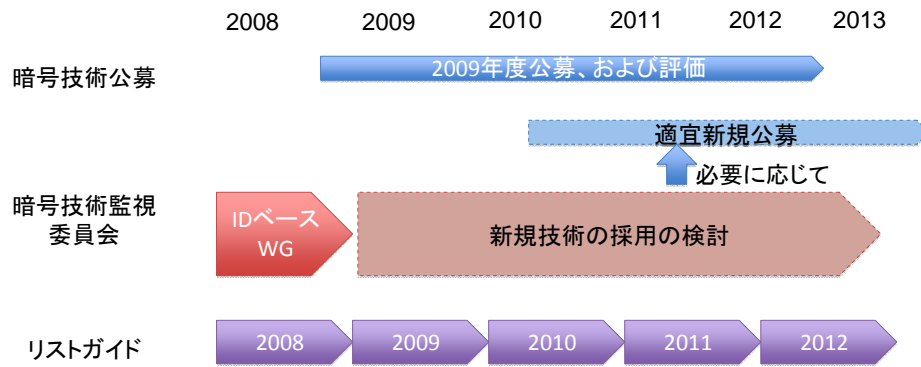 2008 2009 2010 2011 2012 2013
暗号技術公募
2009年度公募、および評価
適宜新規公募
必要に応じて
暗号技術監視
委員会
IDベース
WG
新規技術の採用の検討
リストガイド
2008 2009 2010 2011 2012